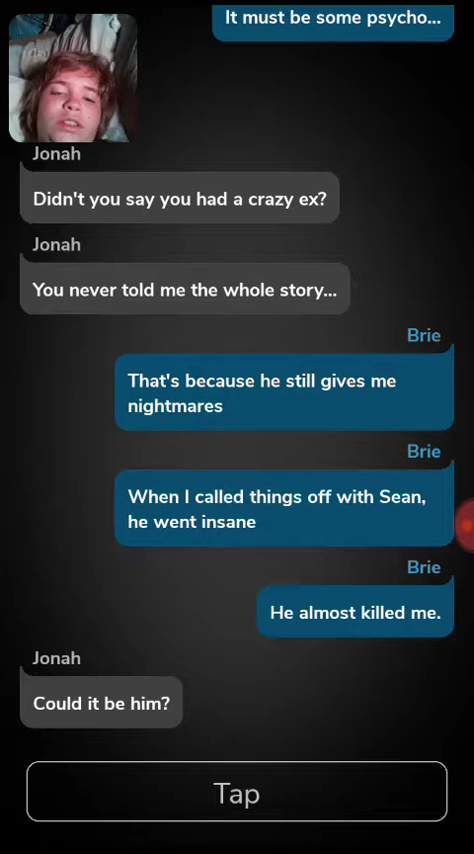 It must be some psycho...
Jonah
Didn't you say you had a crazy ex?
Jonah
You never told me the whole story...
Brie
That's because he still gives me
nightmares
Brie
When I called things off with Sean,
he went insane
Brie
He almost killed me.
Jonah
Could it be him?
Tap